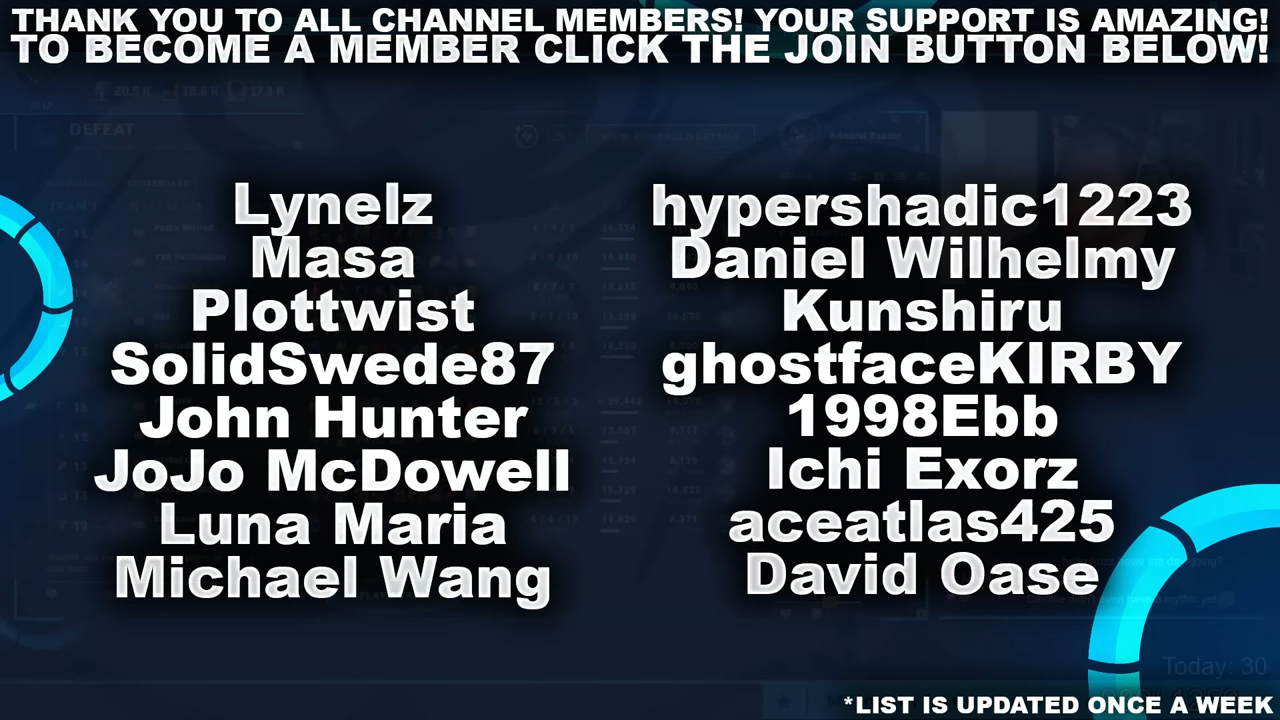 THANK YOU TO ALL CHANNEL MEMBERS! YOUR SUPPORT IS AMAZING!
TO BECOME A MEMBER CLICK THE JOIN BUTTON BELOW!
DEFEAT
Lynelz
Masa
Plottwist
SolidSwede87
John Hunter
JoJo McDowell
Luna Maria
Michael Wang
hypershadic1223
Daniel Wilhelmy
Kunshiru
ghostfaceKIRBY
1998Ebb
Ichi Exorz
aceatlas425
David Oase
Today: 30
*LIST IS UPDATED ONCE A WEEK